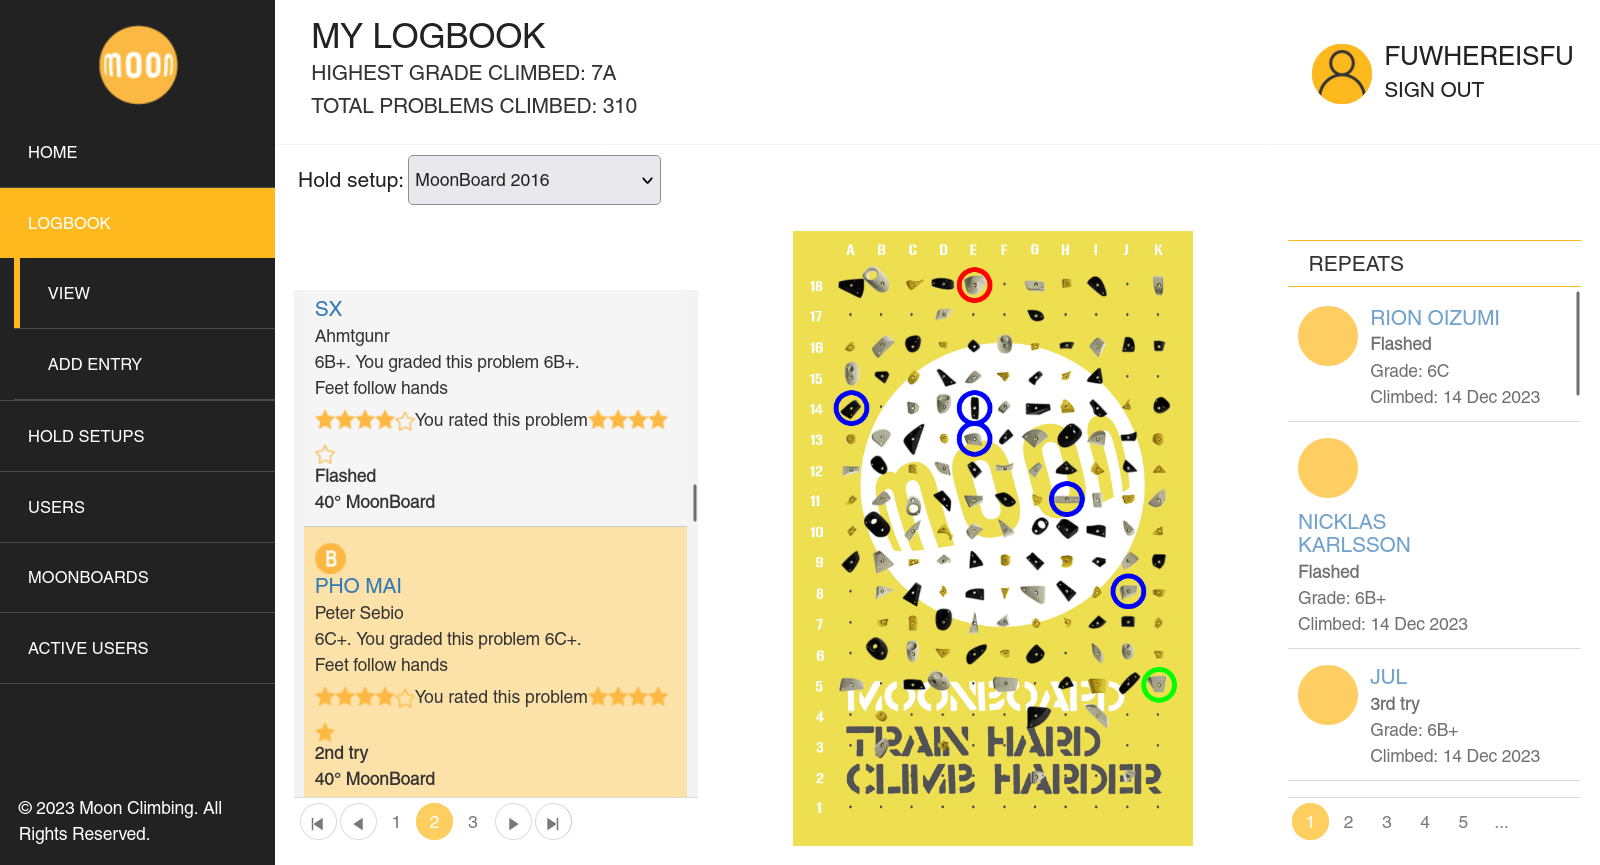 moon
HOME
LOGBOOK
VIEW
ADD ENTRY
HOLD SETUPS
USERS
MOONBOARDS
ACTIVE USERS
© 2023 Moon Climbing. All
Rights Reserved.
MY LOGBOOK
HIGHEST GRADE CLIMBED: 7A
TOTAL PROBLEMS CLIMBED: 310
FUWHEREISFU
SIGN OUT
Hold setup: MoonBoard 2016
SX
Ahmtgunr
6B+. You graded this problem 6B+.
Feet follow hands
You rated this problem
Flashed
40° MoonBoard
B
PHO MAI
Peter Sebio
6C+. You graded this problem 6C+.
Feet follow hands
You rated this problem
2nd try
40° MoonBoard
1 2 3
A B C D E F G H I J K
18
17
16
15
14
13
12
11
10
9
8
7
6
5
4
3
2
1
moon
MOONBOARD
TRAIN HARD
CLIMB HARDER
REPEATS
RION OIZUMI
Flashed
Grade: 6C
Climbed: 14 Dec 2023
NICKLAS
KARLSSON
Flashed
Grade: 6B+
Climbed: 14 Dec 2023
JUL
3rd try
Grade: 6B+
Climbed: 14 Dec 2023
1 2 3 4 5 ...